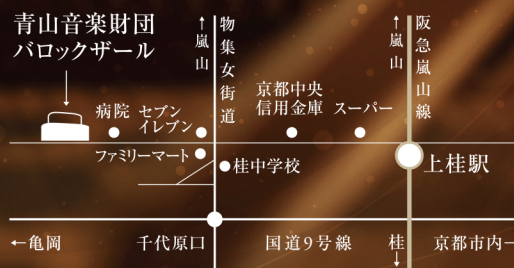 青山音楽財団
バロックザール
↑嵐山
物集女街道
↑嵐山
阪急嵐山線
病院
セブン
イレブン
京都中央
信用金庫
スーパー
ファミリーマート
桂中学校
上桂駅
←亀岡
千代原口
国道9号線
桂↓
京都市内→